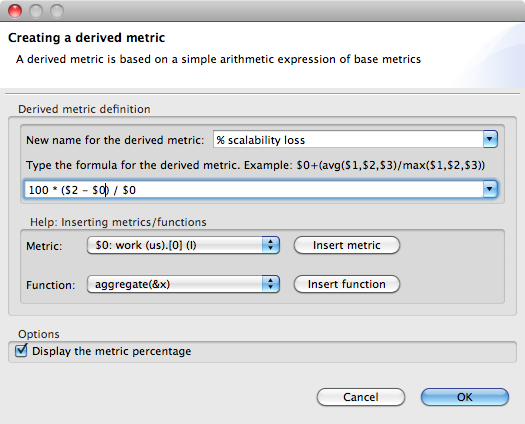 Creating a derived metric
A derived metric is based on a simple arithmetic expression of base metrics
Derived metric definition
New name for the derived metric: % scalability loss
Type the formula for the derived metric. Example: $0+(avg($1,$2,$3)/max($1,$2,$3))
100 * ($2 - $0) / $0
Help: Inserting metrics/functions
Metric: $0: work (us).[0] (I) Insert metric
Function: aggregate(&x) Insert function
Options
Display the metric percentage
Cancel OK